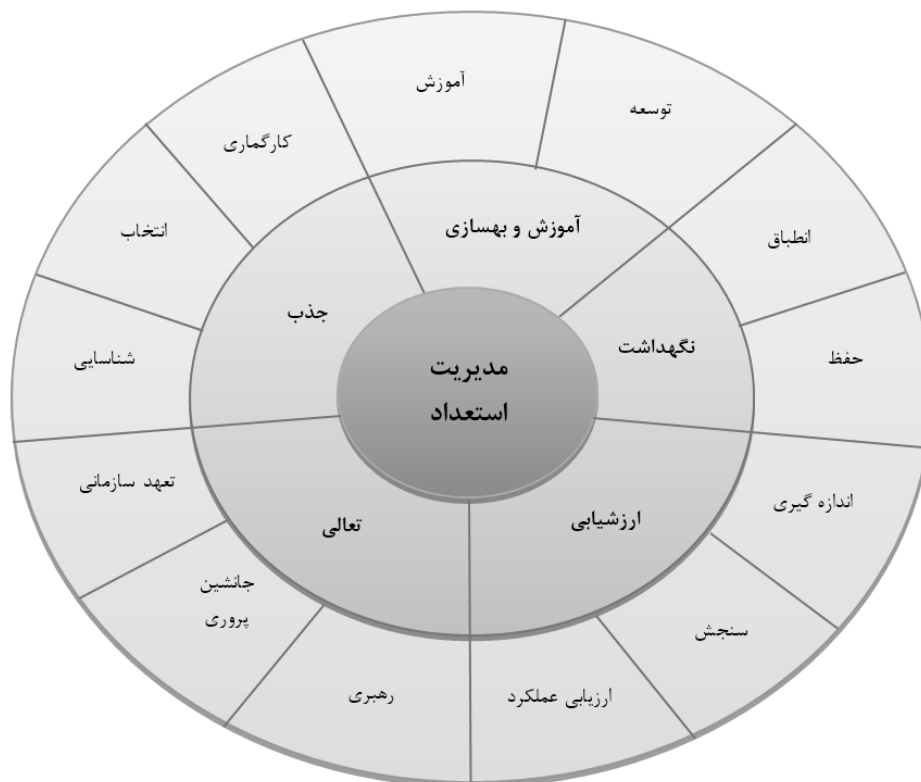 آموزش
توسعه
کارگماری
آموزش و بهسازی
انتخاب
انطباق
جذب
نگهداشت
شناسایی
حفظ
مدیریت
استعداد
تعهد سازمانی
اندازه گیری
تعالی
ارزشیابی
جانشین
پروری
سنجش
رهبری
ارزیابی عملکرد